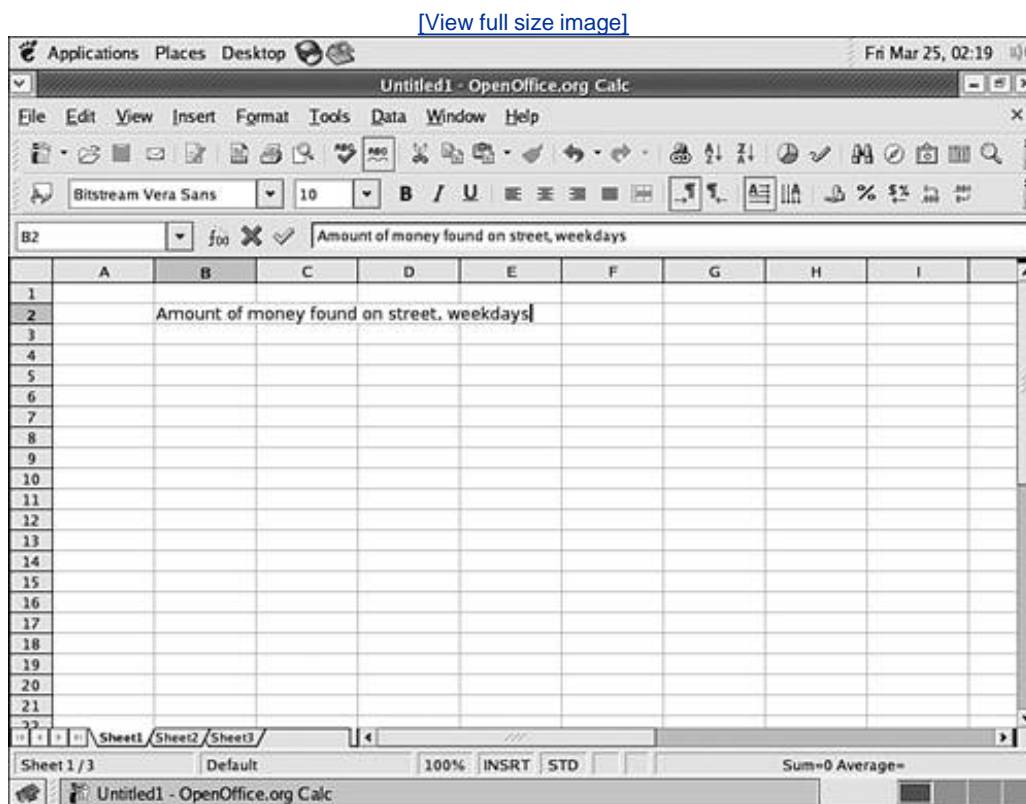 [View full size image]
Applications Places Desktop Fri Mar 25, 02:19
Untitled1 - OpenOffice.org Calc
File Edit View Insert Format Tools Data Window Help
Bitstream Vera Sans 10 B I U
B2 Amount of money found on street, weekdays
A B C D E F G H I
1
2 Amount of money found on street, weekdays
3
4
5
6
7
8
9
10
11
12
13
14
15
16
17
18
19
20
21
22
Sheet1 Sheet2 Sheet3
Sheet 1 / 3 Default 100% INSRT STD Sum=0 Average=
Untitled1 - OpenOffice.org Calc